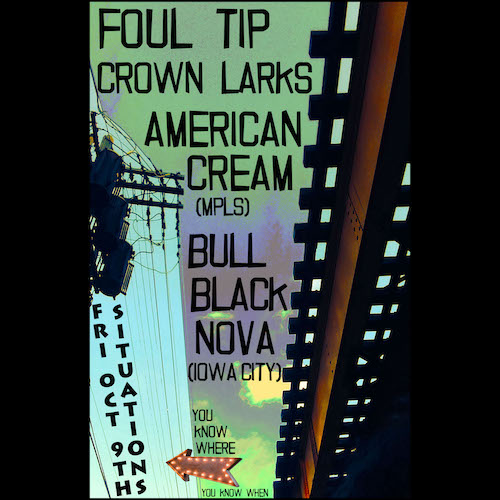 FOUL TIP
CROWN LARKS
AMERICAN
CREAM
(MPLS)
BULL
BLACK
NOVA
(IOWA CITY)
FRI OCT 9TH
SITUATIONS
YOU
KNOW
WHERE
YOU KNOW WHEN